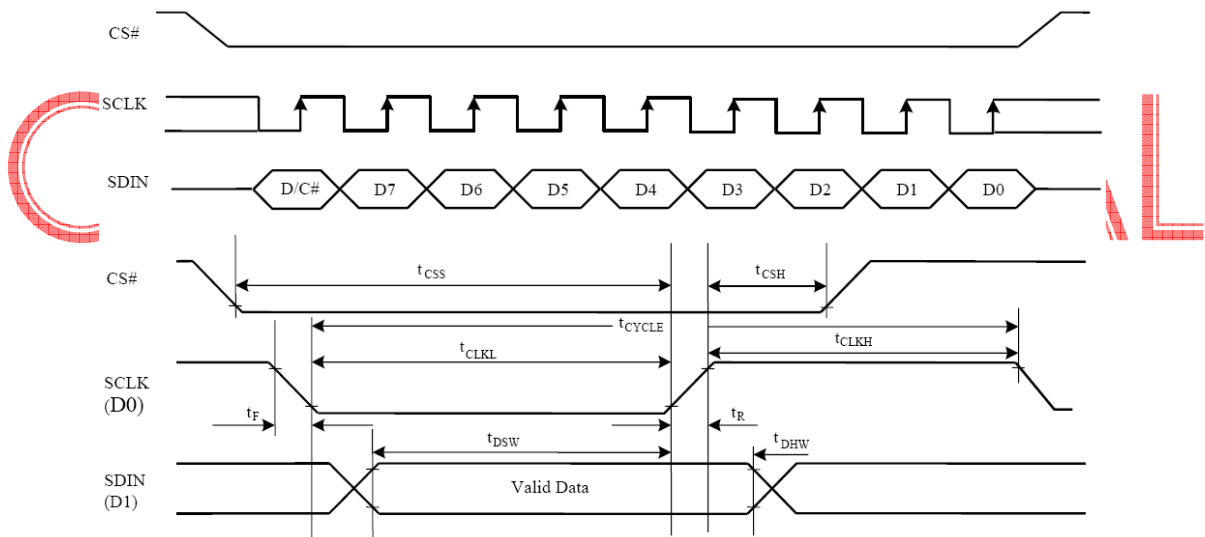 CS#
SCLK
SDIN D/C# D7 D6 D5 D4 D3 D2 D1 D0
CS# tCSS tCSH
tCYCLE
tCLKL tCLKH
SCLK
(D0)
tF tR
tDSW tDHW
SDIN
(D1)
Valid Data